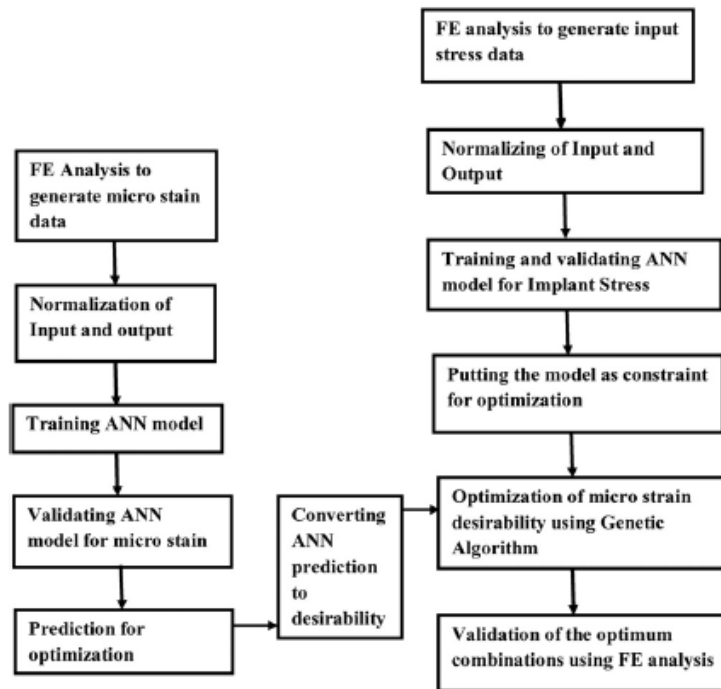 FE Analysis to
generate micro stain
data
Normalization of
Input and output
Training ANN model
Validating ANN
model for micro stain
Prediction for
optimization
Converting
ANN
prediction
to
desirability
FE analysis to generate input
stress data
Normalizing of Input and
Output
Training and validating ANN
model for Implant Stress
Putting the model as constraint
for optimization
Optimization of micro strain
desirability using Genetic
Algorithm
Validation of the optimum
combinations using FE analysis